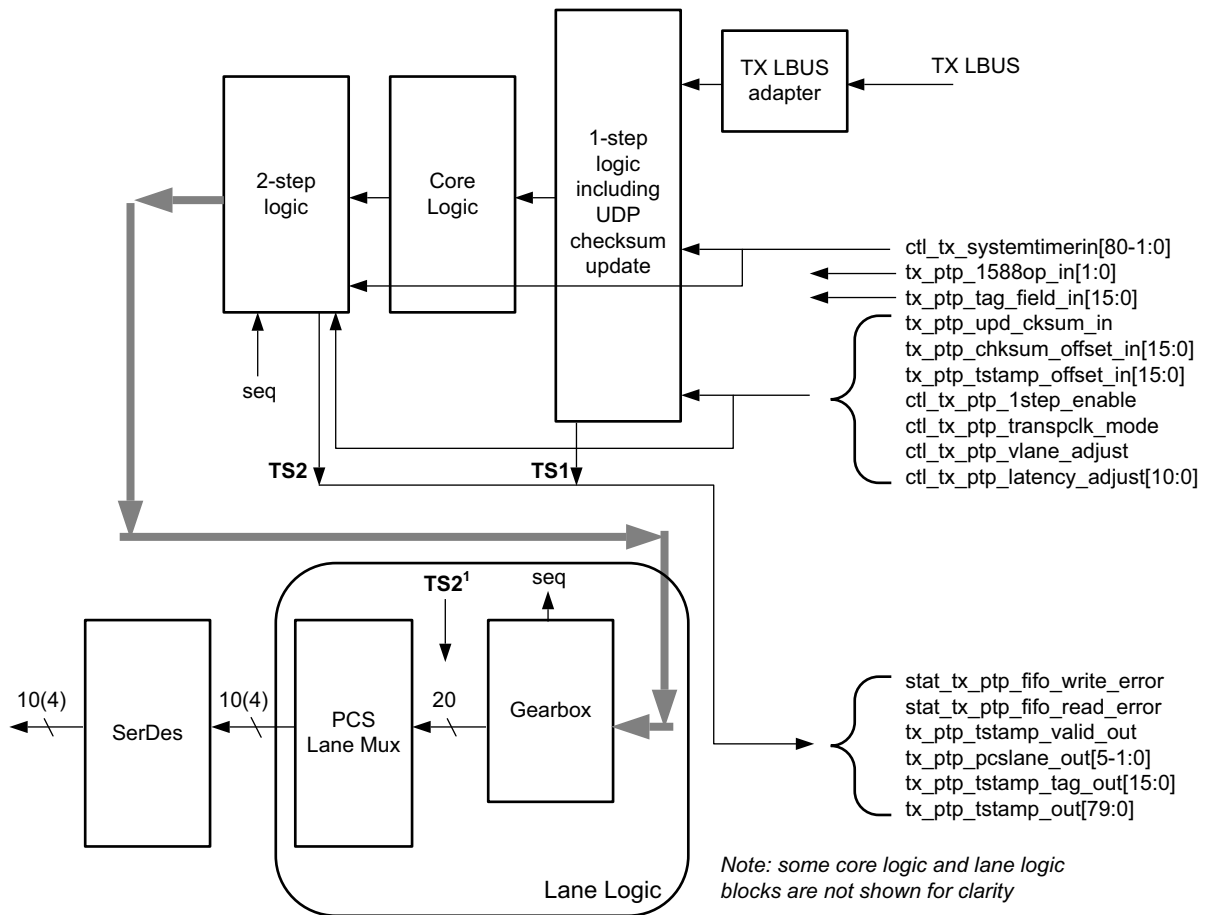 TX LBUS
adapter
TX LBUS
1-step
logic
including
UDP
checksum
update
Core
Logic
2-step
logic
seq
TS2
TS1
ctl_tx_systemtimerin[80-1:0]
tx_ptp_1588op_in[1:0]
tx_ptp_tag_field_in[15:0]
tx_ptp_upd_cksum_in
tx_ptp_chksum_offset_in[15:0]
tx_ptp_tstamp_offset_in[15:0]
ctl_tx_ptp_1step_enable
ctl_tx_ptp_transpclk_mode
ctl_tx_ptp_vlane_adjust
ctl_tx_ptp_latency_adjust[10:0]
TS2¹
seq
10(4)
SerDes
10(4)
PCS
Lane Mux
20
Gearbox
Lane Logic
stat_tx_ptp_fifo_write_error
stat_tx_ptp_fifo_read_error
tx_ptp_tstamp_valid_out
tx_ptp_pcslane_out[5-1:0]
tx_ptp_tstamp_tag_out[15:0]
tx_ptp_tstamp_out[79:0]
Note: some core logic and lane logic
blocks are not shown for clarity